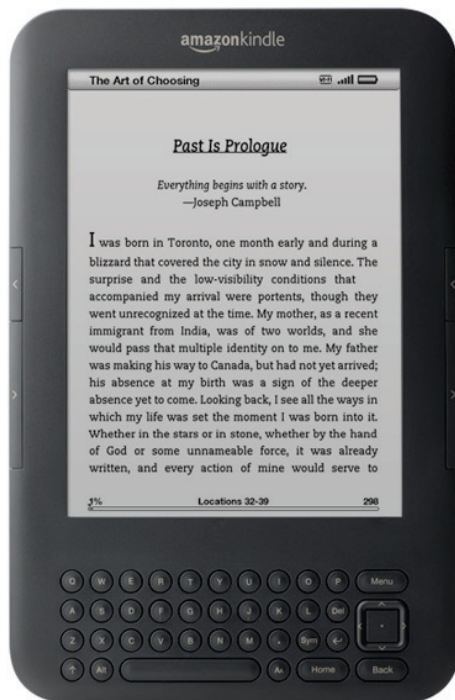 amazonkindle
The Art of Choosing
Past Is Prologue
Everything begins with a story.
—Joseph Campbell
I was born in Toronto, one month early and during a
blizzard that covered the city in snow and silence. The
surprise and the low-visibility conditions that
accompanied my arrival were portents, though they
went unrecognized at the time. My mother, as a recent
immigrant from India, was of two worlds, and she
would pass that multiple identity on to me. My father
was making his way to Canada, but had not yet arrived;
his absence at my birth was a sign of the deeper
absence yet to come. Looking back, I see all the ways in
which my life was set the moment I was born into it.
Whether in the stars or in stone, whether by the hand
of God or some unnameable force, it was already
written, and every action of mine would serve to
1% Locations 32-39 298
Q W E R T Y U I O P Menu
A S D F G H J K L Del
Z X C V B N M . Sym
Alt Aa Home Back